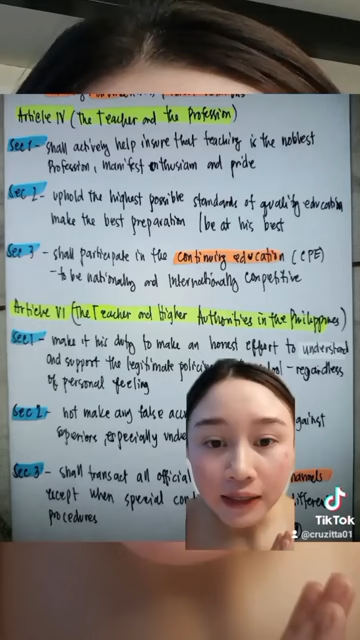 Article IV (The Teacher and the Profession)
Sec 1 - shall actively help insure that teaching is the noblest
Profession, manifest enthusiasm and pride
Sec 2 - uphold the highest possible standards of quality education
make the best preparation / be at his best
Sec 3 - shall participate in the continuing education (CPE)
- to be nationally and Internationally Competitive
Article VI (The Teacher and Higher Authorities in the Philippines)
Sec 1 - make it his duty to make an honest effort to understand
and support the legitimate - regardless
of personal feeling
Sec 2 - not make any false against
superiors, especially
Sec 3 - shall transact all official
except when special
procedures
TikTok
@cruzitta01